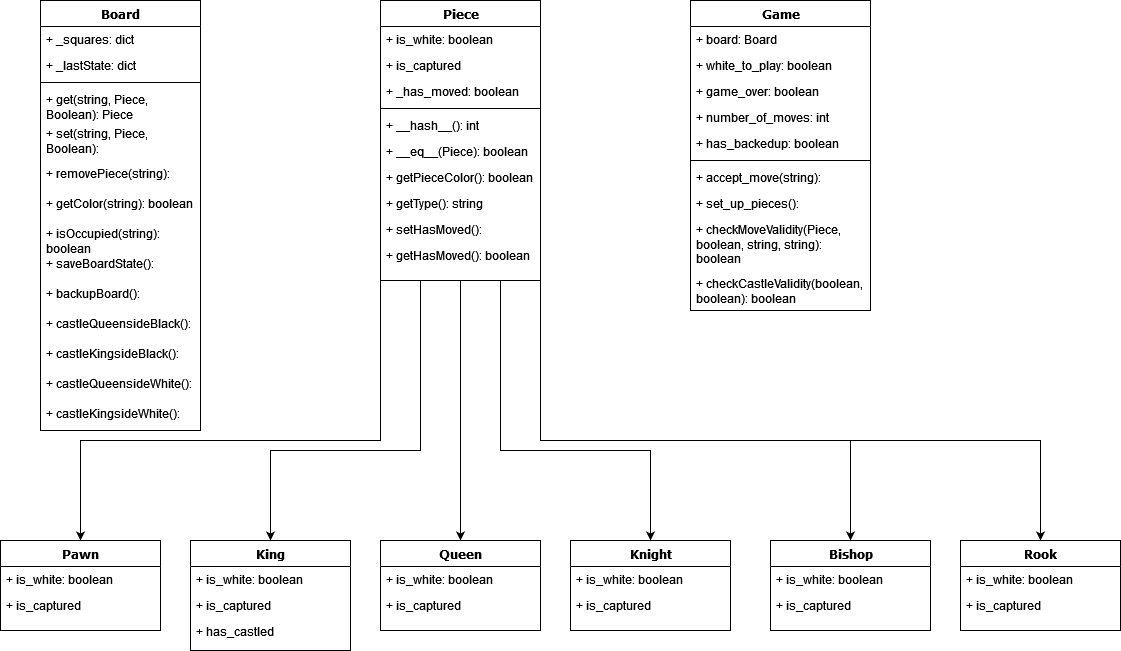 Board
+ _squares: dict
+ _lastState: dict
+ get(string, Piece,
Boolean): Piece
+ set(string, Piece,
Boolean):
+ removePiece(string):
+ getColor(string): boolean
+ isOccupied(string):
boolean
+ saveBoardState():
+ backupBoard():
+ castleQueensideBlack():
+ castleKingsideBlack():
+ castleQueensideWhite():
+ castleKingsideWhite():
Piece
+ is_white: boolean
+ is_captured
+ _has_moved: boolean
+ __hash__(): int
+ __eq__(Piece): boolean
+ getPieceColor(): boolean
+ getType(): string
+ setHasMoved():
+ getHasMoved(): boolean
Game
+ board: Board
+ white_to_play: boolean
+ game_over: boolean
+ number_of_moves: int
+ has_backedup: boolean
+ accept_move(string):
+ set_up_pieces():
+ checkMoveValidity(Piece,
boolean, string, string):
boolean
+ checkCastleValidity(boolean,
boolean): boolean
Pawn
+ is_white: boolean
+ is_captured
King
+ is_white: boolean
+ is_captured
+ has_castled
Queen
+ is_white: boolean
+ is_captured
Knight
+ is_white: boolean
+ is_captured
Bishop
+ is_white: boolean
+ is_captured
Rook
+ is_white: boolean
+ is_captured